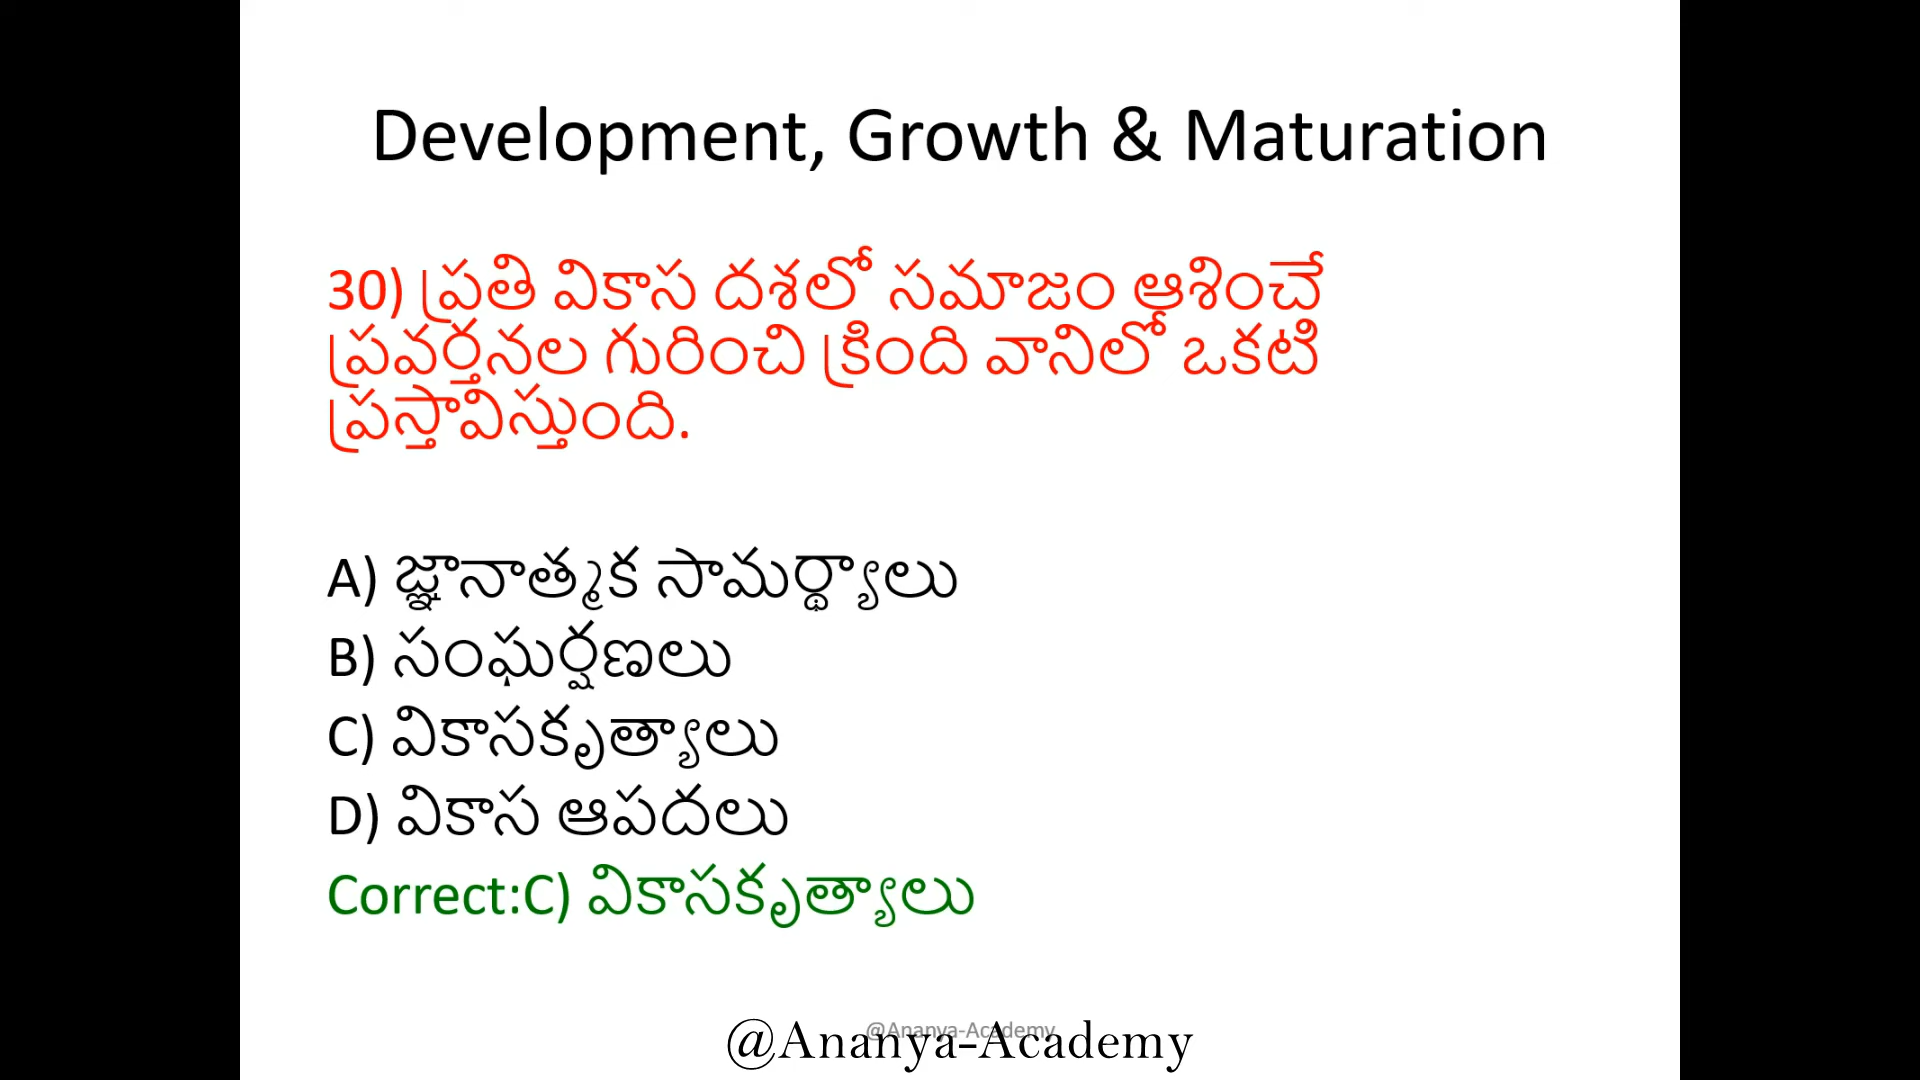 Development, Growth & Maturation
30) ప్రతి వికాస దశలో సమాజం ఆశించే
ప్రవర్తనల గురించి క్రింది వానిలో ఒకటి
ప్రస్తావిస్తుంది.
A) జ్ఞానాత్మక సామర్థ్యాలు
B) సంఘర్షణలు
C) వికాసకృత్యాలు
D) వికాస ఆపదలు
Correct:C) వికాసకృత్యాలు
@Ananya-Academy
@Ananya-Academy